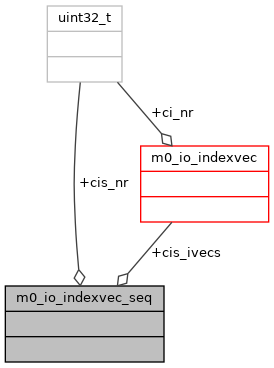 uint32_t
+ci_nr
m0_io_indexvec
+cis_nr
+cis_ivecs
m0_io_indexvec_seq